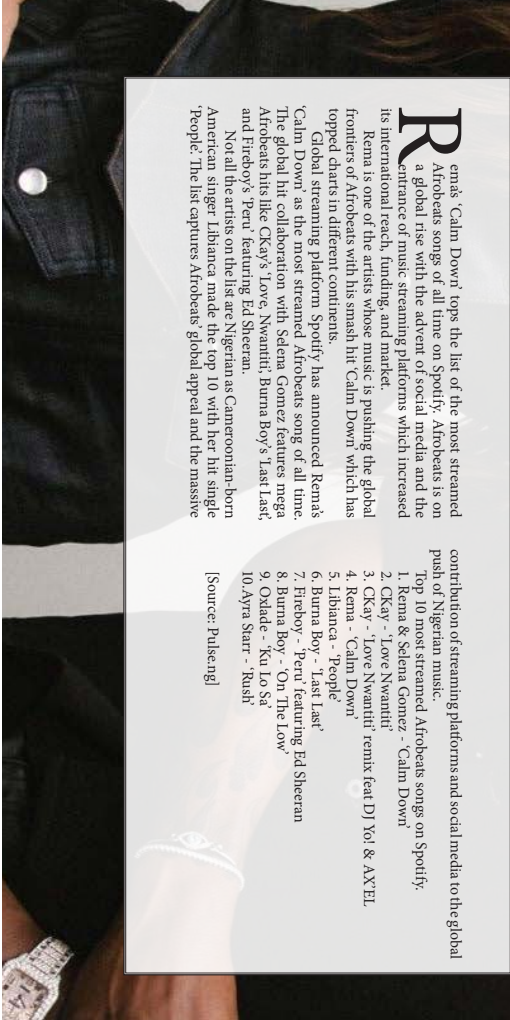 Rema's 'Calm Down' tops the list of the most streamed
Afrobeats songs of all time on Spotify. Afrobeats is on
a global rise with the advent of social media and the
entrance of music streaming platforms which increased
its international reach, funding, and market.
Rema is one of the artists whose music is pushing the global
frontiers of Afrobeats with his smash hit 'Calm Down' which has
topped charts in different continents.
Global streaming platform Spotify has announced Rema's
'Calm Down' as the most streamed Afrobeats song of all time.
The global hit collaboration with Selena Gomez features mega
Afrobeats hits like CKay's 'Love, Nwantiti', Burna Boy's 'Last Last',
and Fireboy's 'Peru' featuring Ed Sheeran.
Not all the artists on the list are Nigerian as Cameroonian-born
American singer Libianca made the top 10 with her hit single
'People'. The list captures Afrobeats' global appeal and the massive
contribution of streaming platforms and social media to the global
push of Nigerian music.
Top 10 most streamed Afrobeats songs on Spotify.
1. Rema & Selena Gomez - 'Calm Down'
2. CKay - 'Love Nwantiti'
3. CKay - 'Love Nwantiti' remix feat DJ Yo! & AX'EL
4. Rema - 'Calm Down'
5. Libianca - 'People'
6. Burna Boy - 'Last Last'
7. Fireboy - 'Peru' featuring Ed Sheeran
8. Burna Boy - 'On The Low'
9. Oxlade - 'Ku Lo Sa'
10.Ayra Starr - 'Rush'
[Source: Pulse.ng]